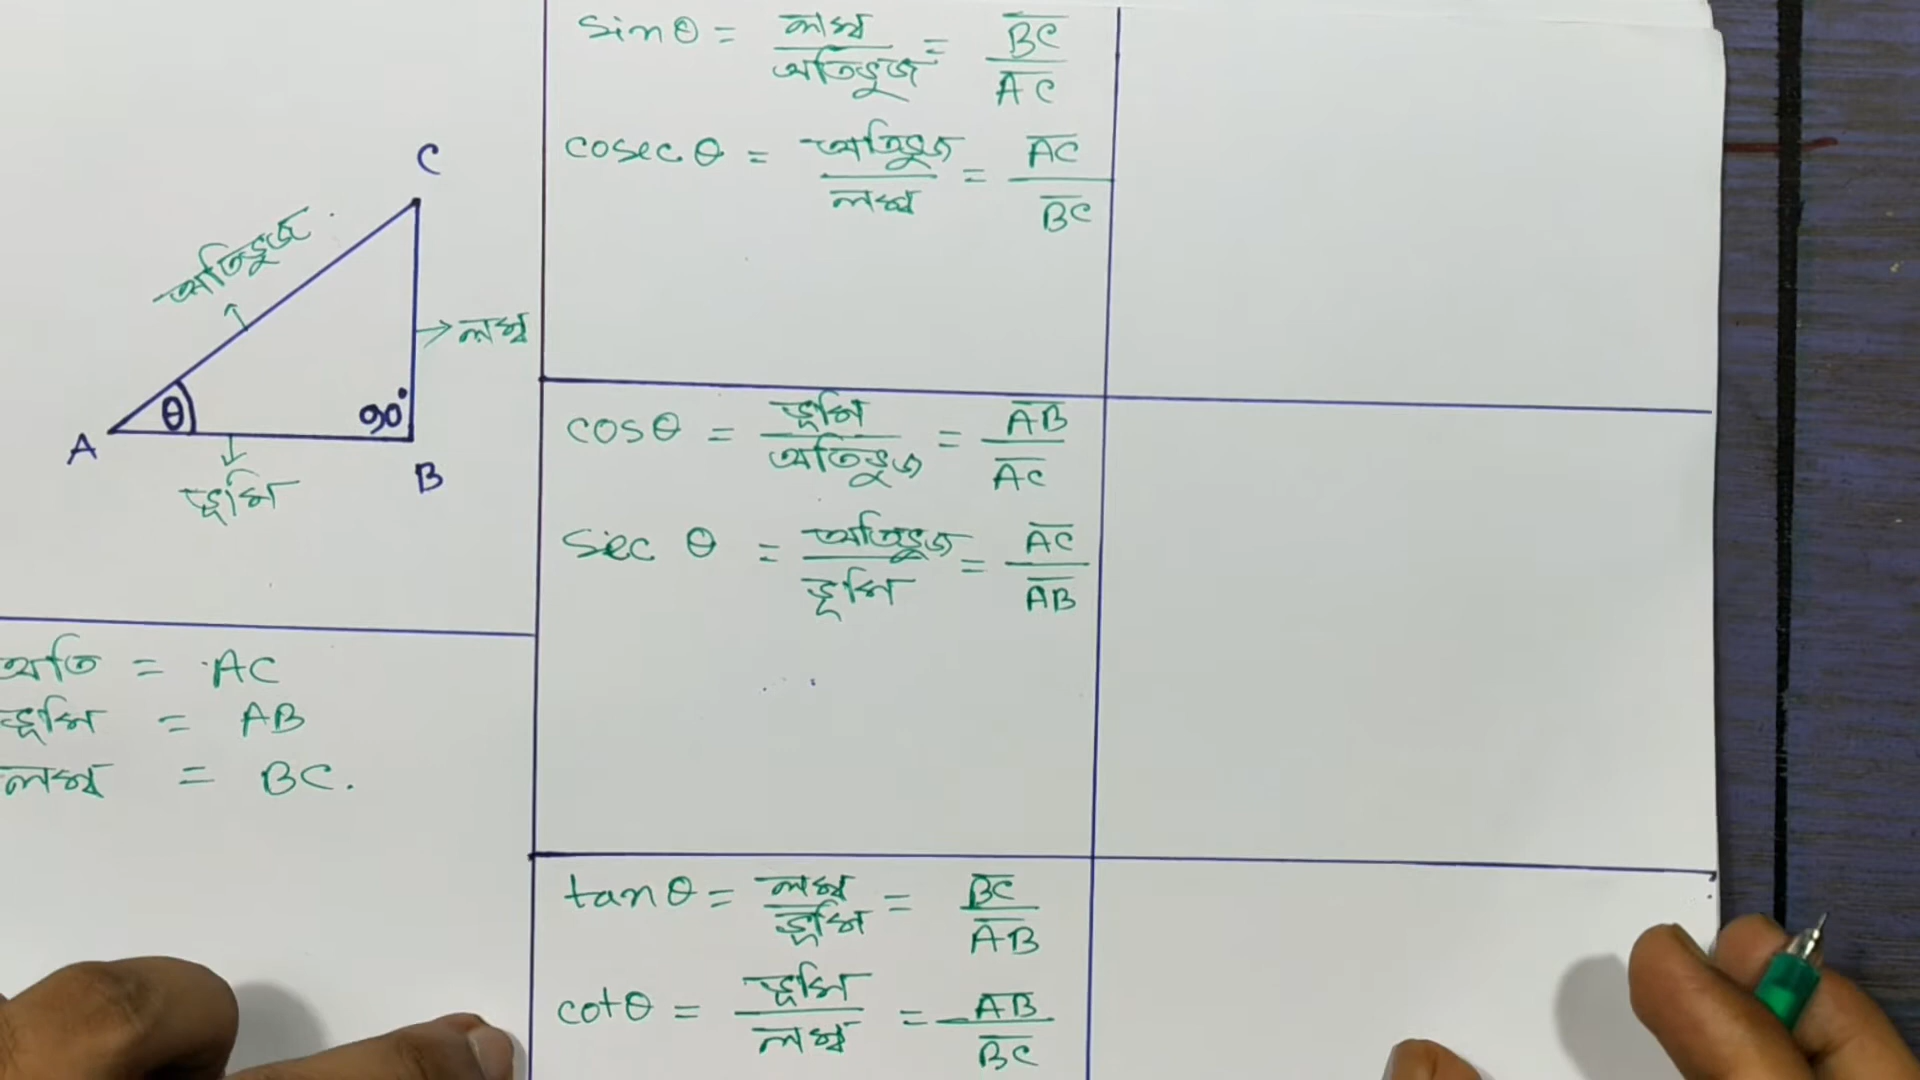 C
অতিভুজ
→ লম্ব
θ
90°
A
B
ভূমি
অতি = AC
ভূমি = AB
লম্ব = BC.
sinθ = লম্ব/অতিভুজ = BC/AC
cosec θ = অতিভুজ/লম্ব = AC/BC
cosθ = ভূমি/অতিভুজ = AB/AC
sec θ = অতিভুজ/ভূমি = AC/AB
tanθ = লম্ব/ভূমি = BC/AB
cotθ = ভূমি/লম্ব = AB/BC